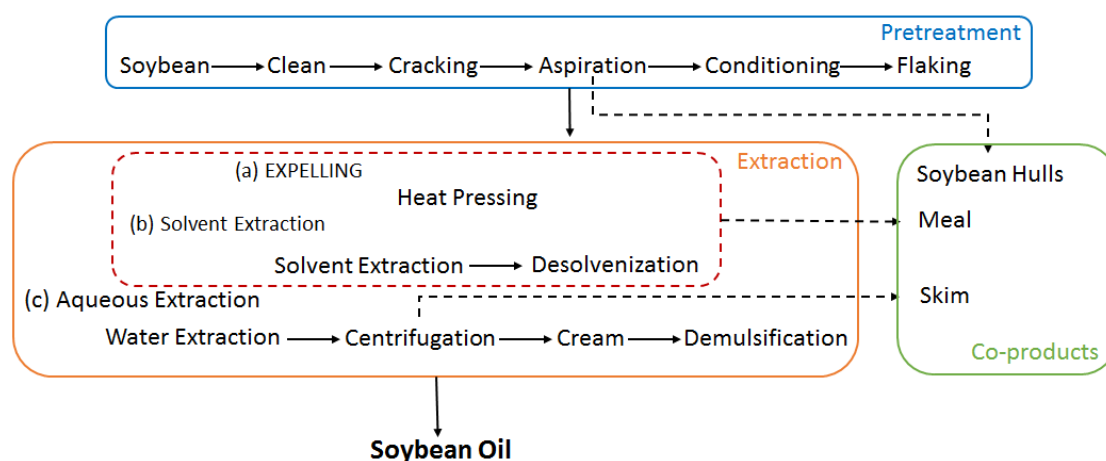 Pretreatment
Soybean Clean Cracking Aspiration Conditioning Flaking
Extraction
(a) EXPELLING
Heat Pressing
(b) Solvent Extraction
Solvent Extraction Desolvenization
(c) Aqueous Extraction
Water Extraction Centrifugation Cream Demulsification
Soybean Hulls
Meal
Skim
Co-products
Soybean Oil